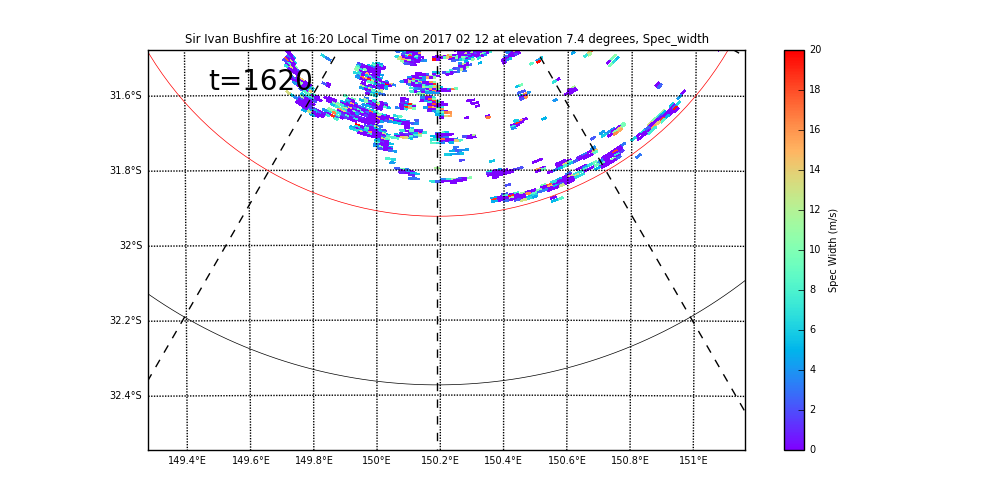 Sir Ivan Bushfire at 16:20 Local Time on 2017 02 12 at elevation 7.4 degrees, Spec_width
t=1620
31.6°S
31.8°S
32°S
32.2°S
32.4°S
149.4°E 149.6°E 149.8°E 150°E 150.2°E 150.4°E 150.6°E 150.8°E 151°E
20
18
16
14
12
10
8
6
4
2
0
Spec Width (m/s)